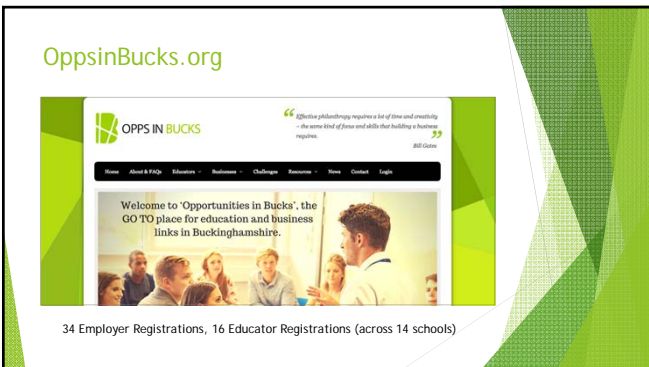 OppsinBucks.org
OPPS IN BUCKS
“ Effective philanthropy requires a lot of time and creativity
– the same kind of focus and skills that building a business
requires. ”
Bill Gates
Home About & FAQs Educators Businesses Challenges Resources News Contact Login
Welcome to 'Opportunities in Bucks', the
GO TO place for education and business
links in Buckinghamshire.
34 Employer Registrations, 16 Educator Registrations (across 14 schools)